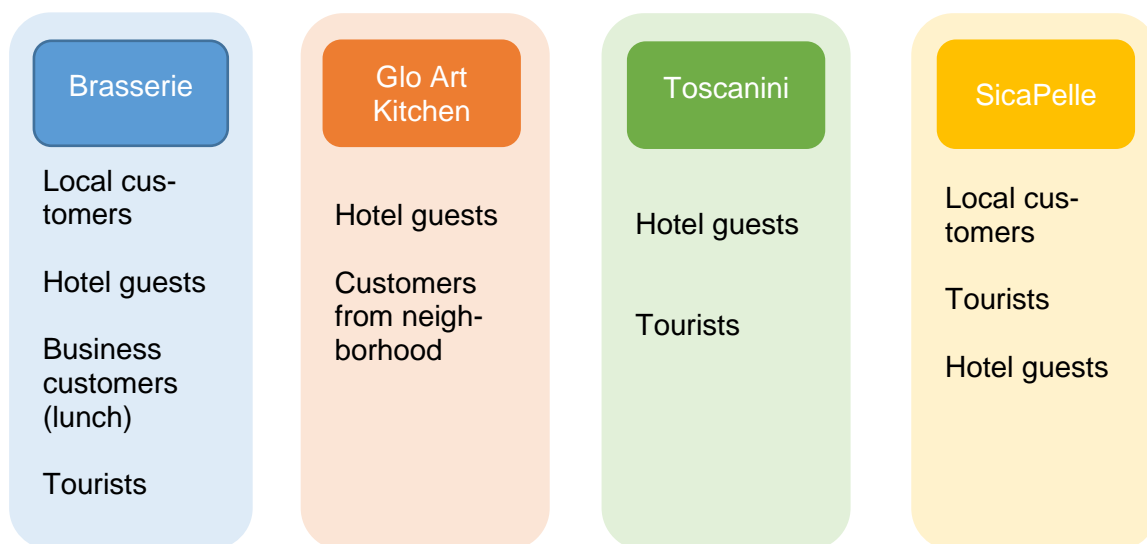 Brasserie
Local cus-
tomers
Hotel guests
Business
customers
(lunch)
Tourists
Glo Art
Kitchen
Hotel guests
Customers
from neigh-
borhood
Toscanini
Hotel guests
Tourists
SicaPelle
Local cus-
tomers
Tourists
Hotel guests